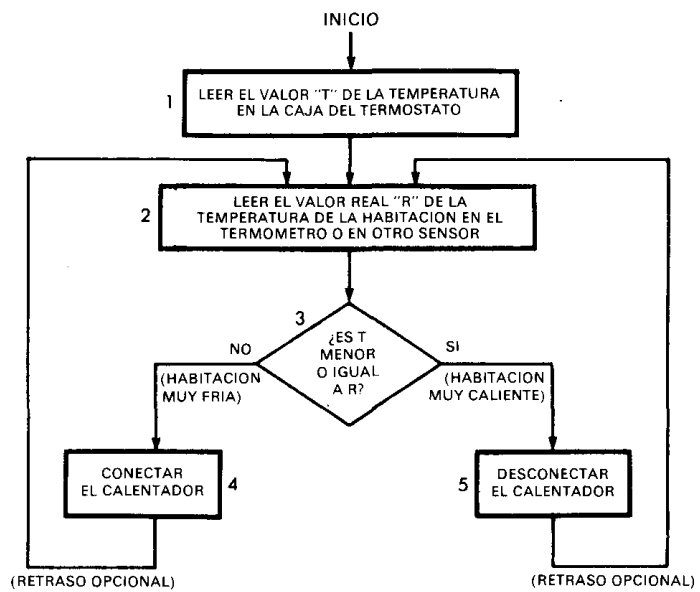 INICIO
1
LEER EL VALOR "T" DE LA TEMPERATURA
EN LA CAJA DEL TERMOSTATO
2
LEER EL VALOR REAL "R" DE LA
TEMPERATURA DE LA HABITACION EN EL
TERMOMETRO O EN OTRO SENSOR
3
¿ES T
MENOR
O IGUAL
A R?
NO
(HABITACION
MUY FRIA)
SI
(HABITACION
MUY CALIENTE)
CONECTAR
EL CALENTADOR
4
5
DESCONECTAR
EL CALENTADOR
(RETRASO OPCIONAL)
(RETRASO OPCIONAL)